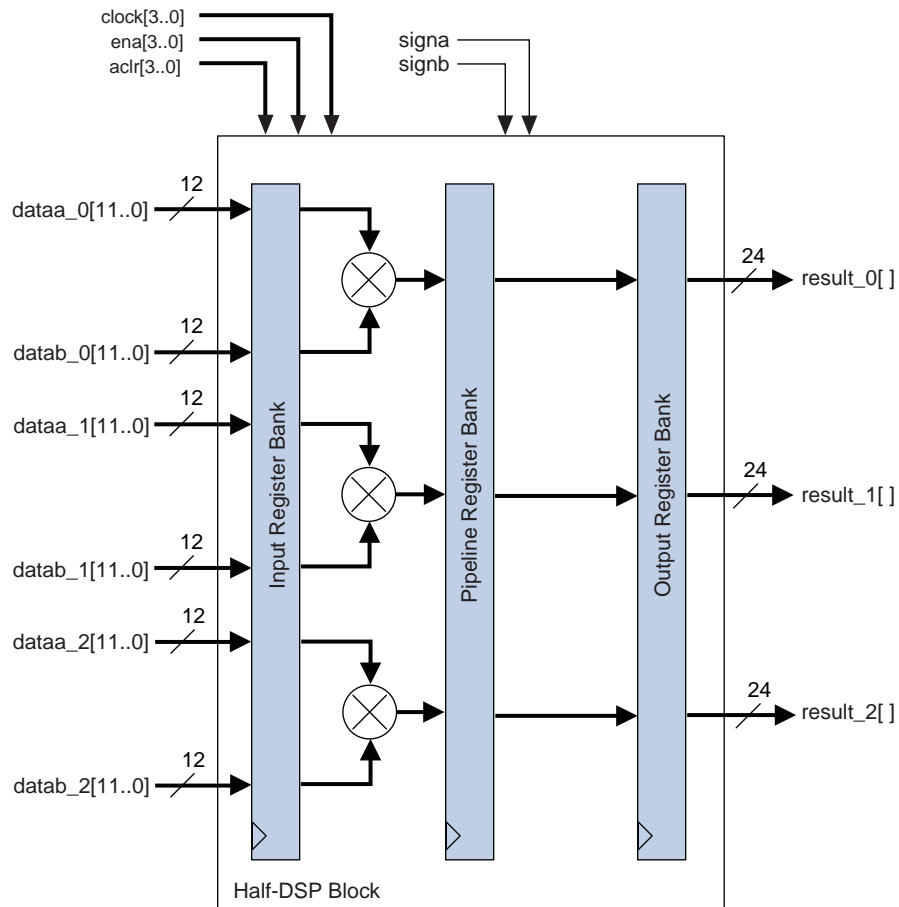 clock[3..0]
ena[3..0]
aclr[3..0]
signa
signb
12
dataa_0[11..0]
24
result_0[ ]
12
datab_0[11..0]
12
dataa_1[11..0]
24
result_1[ ]
12
datab_1[11..0]
12
dataa_2[11..0]
24
result_2[ ]
12
datab_2[11..0]
Input Register Bank
Pipeline Register Bank
Output Register Bank
Half-DSP Block